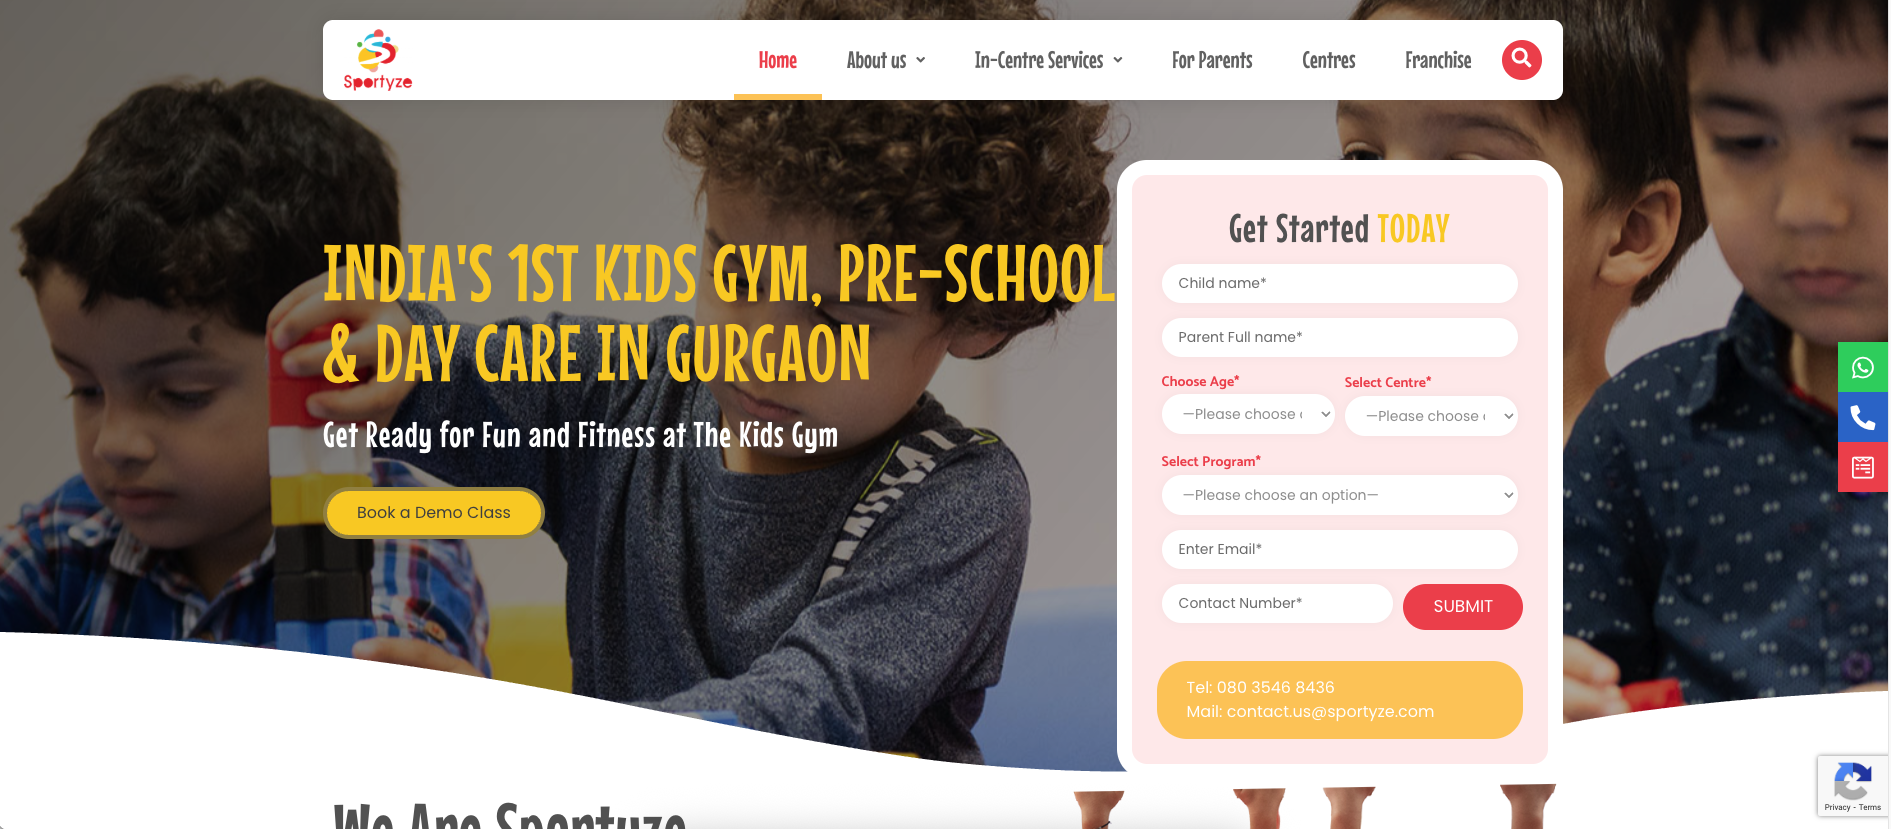 Sportyze
Home
About us
In-Centre Services
For Parents
Centres
Franchise
INDIA'S 1ST KIDS GYM, PRE-SCHOOL
& DAY CARE IN GURGAON
Get Ready for Fun and Fitness at The Kids Gym
Book a Demo Class
Get Started TODAY
Child name*
Parent Full name*
Choose Age*
Select Centre*
—Please choose
—Please choose
Select Program*
—Please choose an option—
Enter Email*
Contact Number*
SUBMIT
Tel: 080 3546 8436
Mail: contact.us@sportyze.com
We Are Sportyze
Privacy - Terms